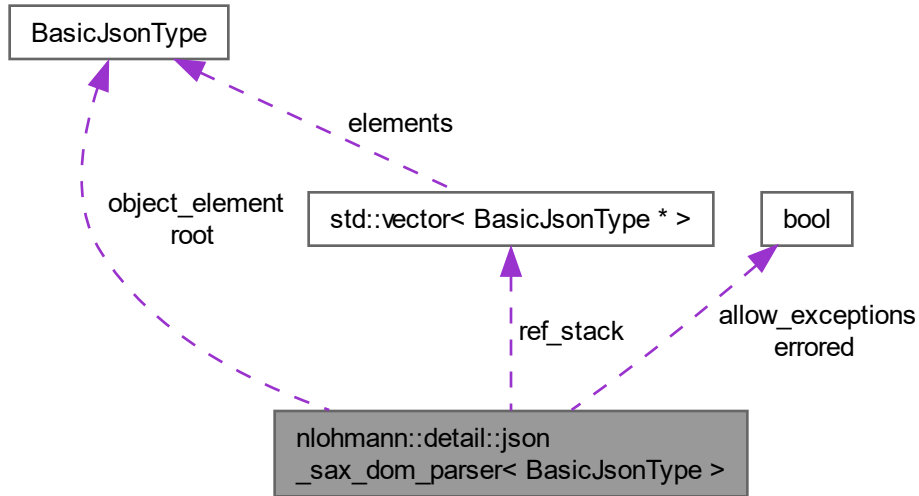 BasicJsonType
elements
object_element
root
std::vector< BasicJsonType * >
bool
ref_stack
allow_exceptions
errored
nlohmann::detail::json
_sax_dom_parser< BasicJsonType >